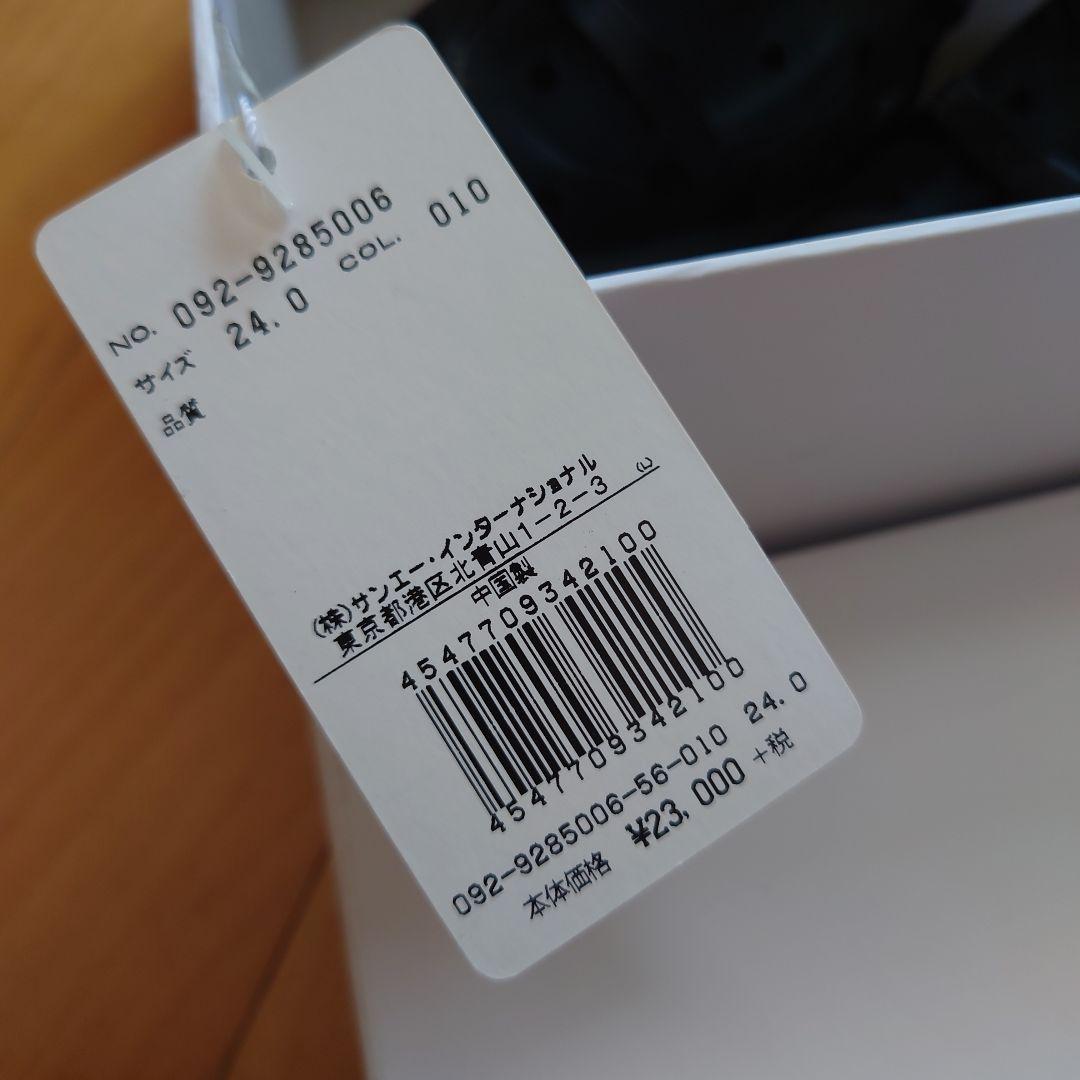 NO. 092-9285006
サイズ 24.0 COL. 010
品質
(株)サンエー・インターナショナル
東京都港区北青山1-2-3 (L)
中国製
4547709342100
4547709342100
092-9285006-56-010 24.0
本体価格 ¥23,000 +税